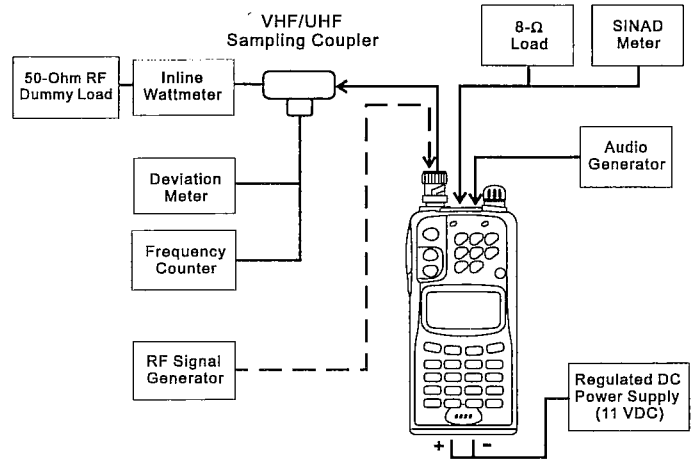 VHF/UHF
Sampling Coupler
8-Ω
Load
SINAD
Meter
50-Ohm RF
Dummy Load
Inline
Wattmeter
Audio
Generator
Deviation
Meter
Frequency
Counter
RF Signal
Generator
Regulated DC
Power Supply
(11 VDC)
+ −